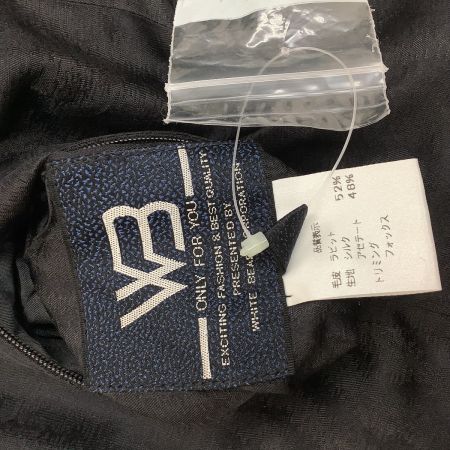 WB
ONLY FOR YOU
EXCITING FASHION & BEST QUALITY
PRESENTED BY
WHITE BEAR CORPORATION
品質表示
毛皮 ラビット
生地 シルク 52%
アセテート 48%
トリミング
フォックス